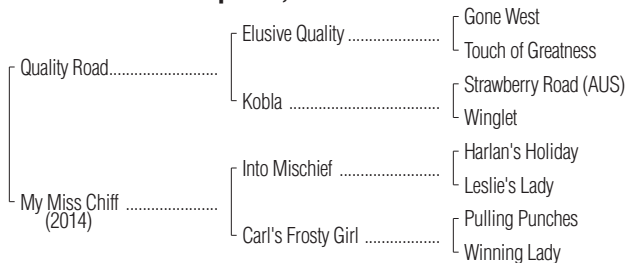 Gone West
Elusive Quality ....................
Touch of Greatness
Quality Road.......................
Strawberry Road (AUS)
Kobla ................................
Winglet
Harlan's Holiday
Into Mischief .....................
Leslie's Lady
My Miss Chiff ...................
(2014)
Pulling Punches
Carl's Frosty Girl ................
Winning Lady